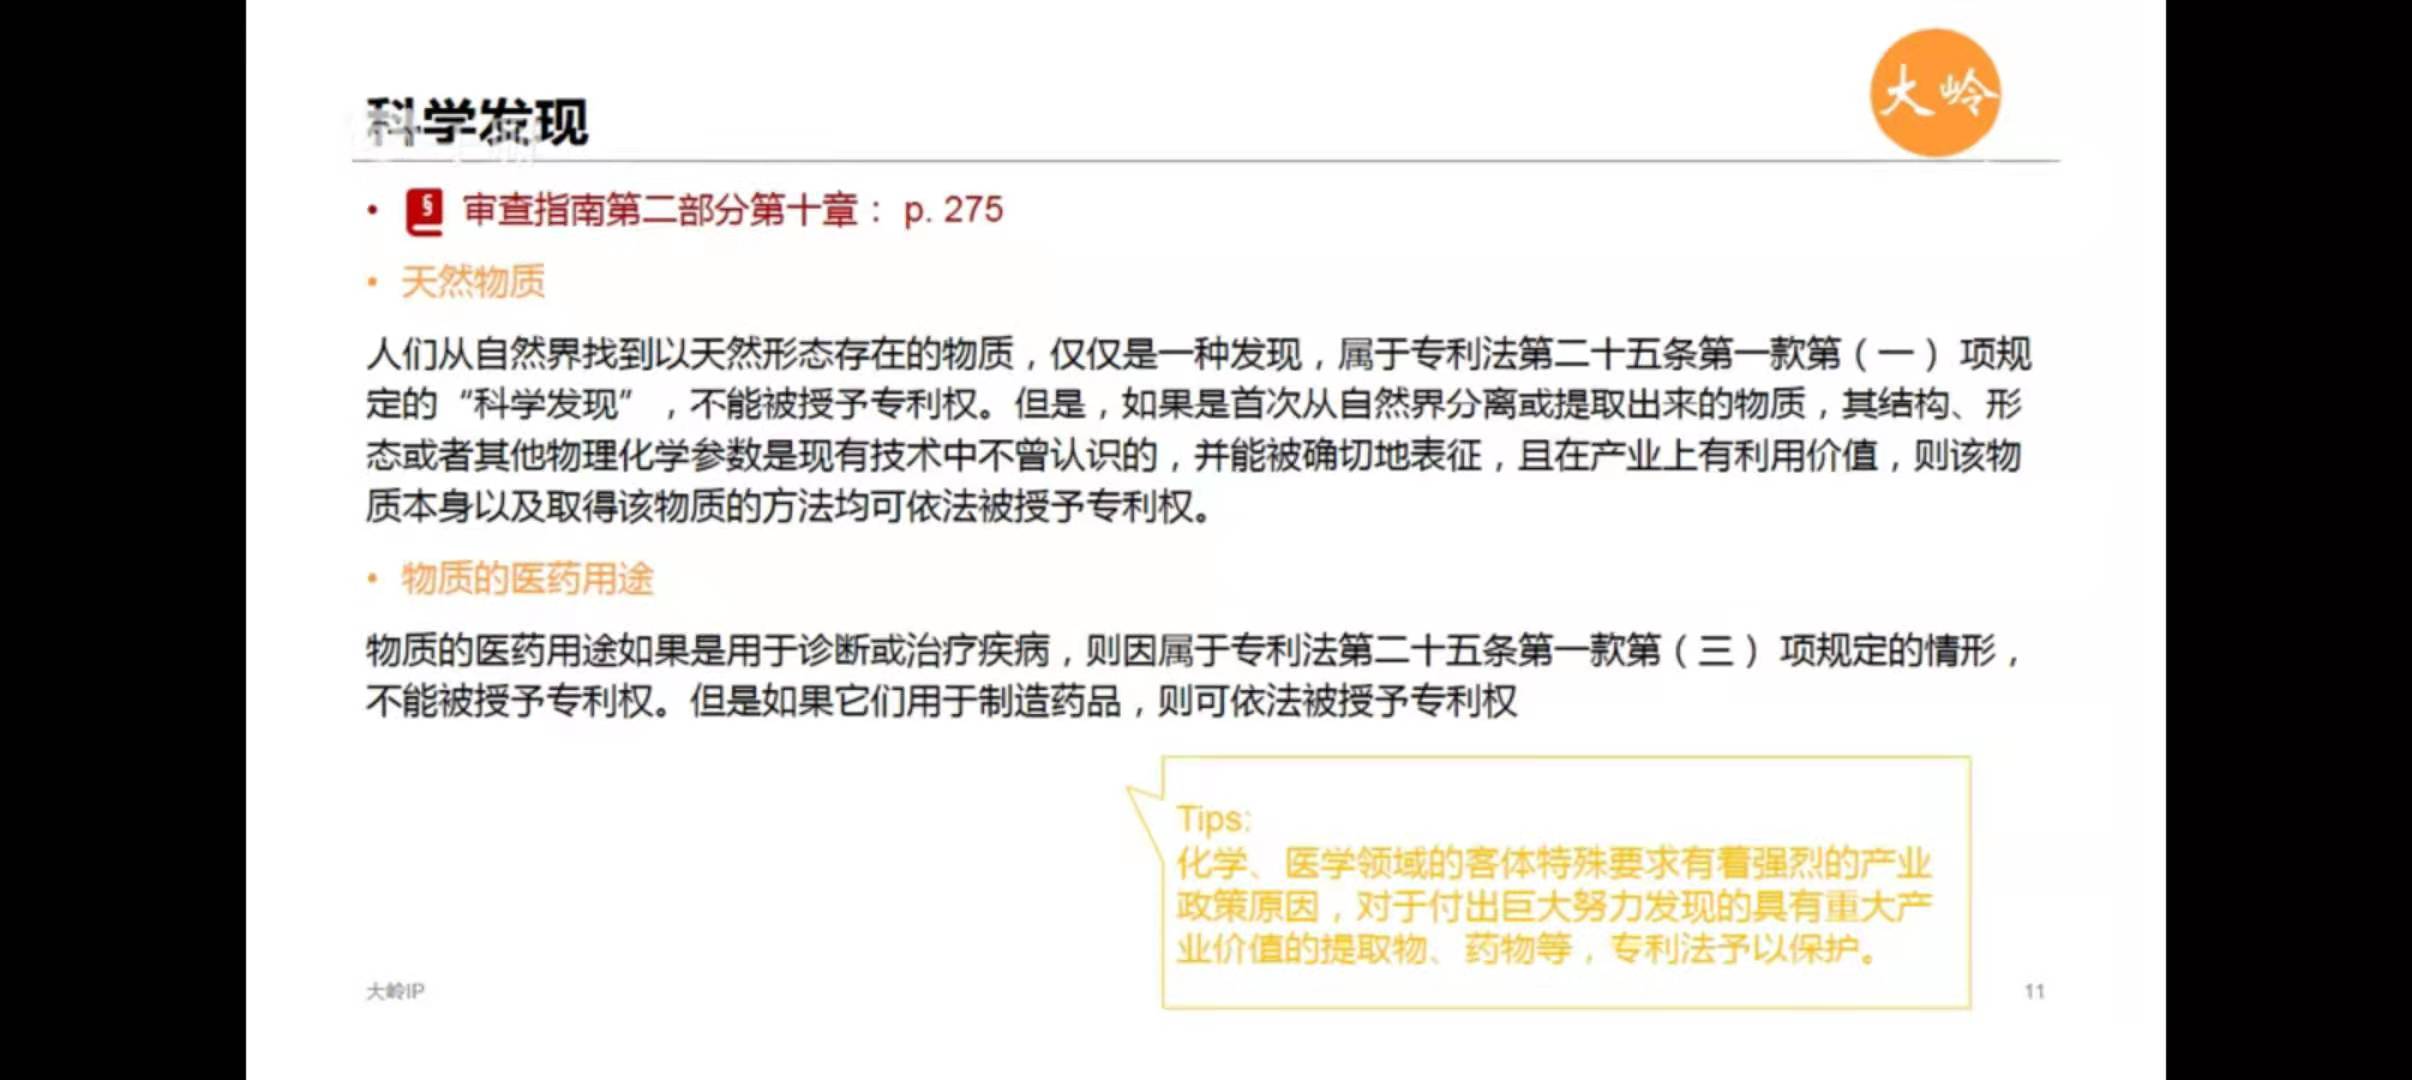 大岭
科学发现
• § 审查指南第二部分第十章： p. 275
• 天然物质
人们从自然界找到以天然形态存在的物质，仅仅是一种发现，属于专利法第二十五条第一款第（一） 项规
定的“科学发现”，不能被授予专利权。但是，如果是首次从自然界分离或提取出来的物质，其结构、形
态或者其他物理化学参数是现有技术中不曾认识的，并能被确切地表征，且在产业上有利用价值，则该物
质本身以及取得该物质的方法均可依法被授予专利权。
• 物质的医药用途
物质的医药用途如果是用于诊断或治疗疾病，则因属于专利法第二十五条第一款第（三） 项规定的情形，
不能被授予专利权。但是如果它们用于制造药品，则可依法被授予专利权
Tips:
化学、医学领域的客体特殊要求有着强烈的产业
政策原因，对于付出巨大努力发现的具有重大产
业价值的提取物、药物等，专利法予以保护。
大岭IP
11